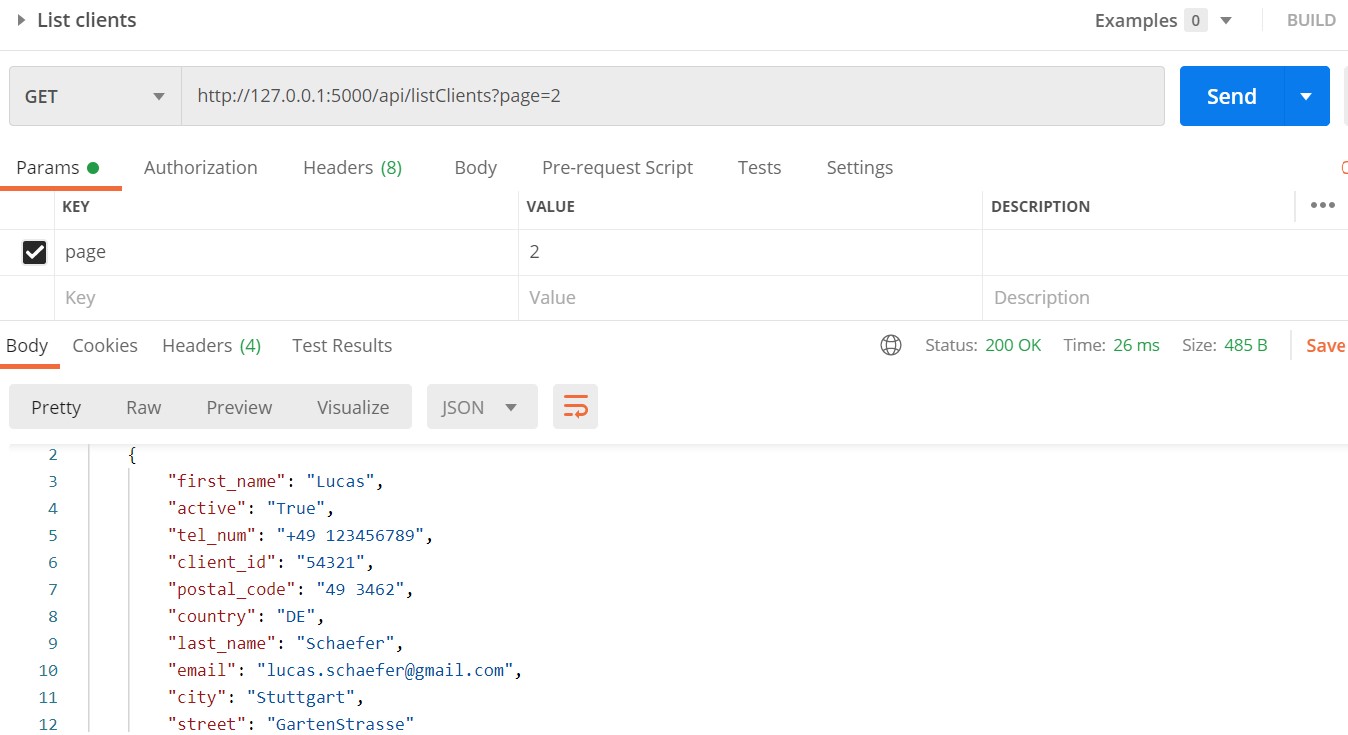 List clients Examples 0 BUILD
GET http://127.0.0.1:5000/api/listClients?page=2 Send
Params Authorization Headers (8) Body Pre-request Script Tests Settings
KEY VALUE DESCRIPTION
page 2
Key Value Description
Body Cookies Headers (4) Test Results Status: 200 OK Time: 26 ms Size: 485 B Save
Pretty Raw Preview Visualize JSON
2 {
3 "first_name": "Lucas",
4 "active": "True",
5 "tel_num": "+49 123456789",
6 "client_id": "54321",
7 "postal_code": "49 3462",
8 "country": "DE",
9 "last_name": "Schaefer",
10 "email": "lucas.schaefer@gmail.com",
11 "city": "Stuttgart",
12 "street": "GartenStrasse"